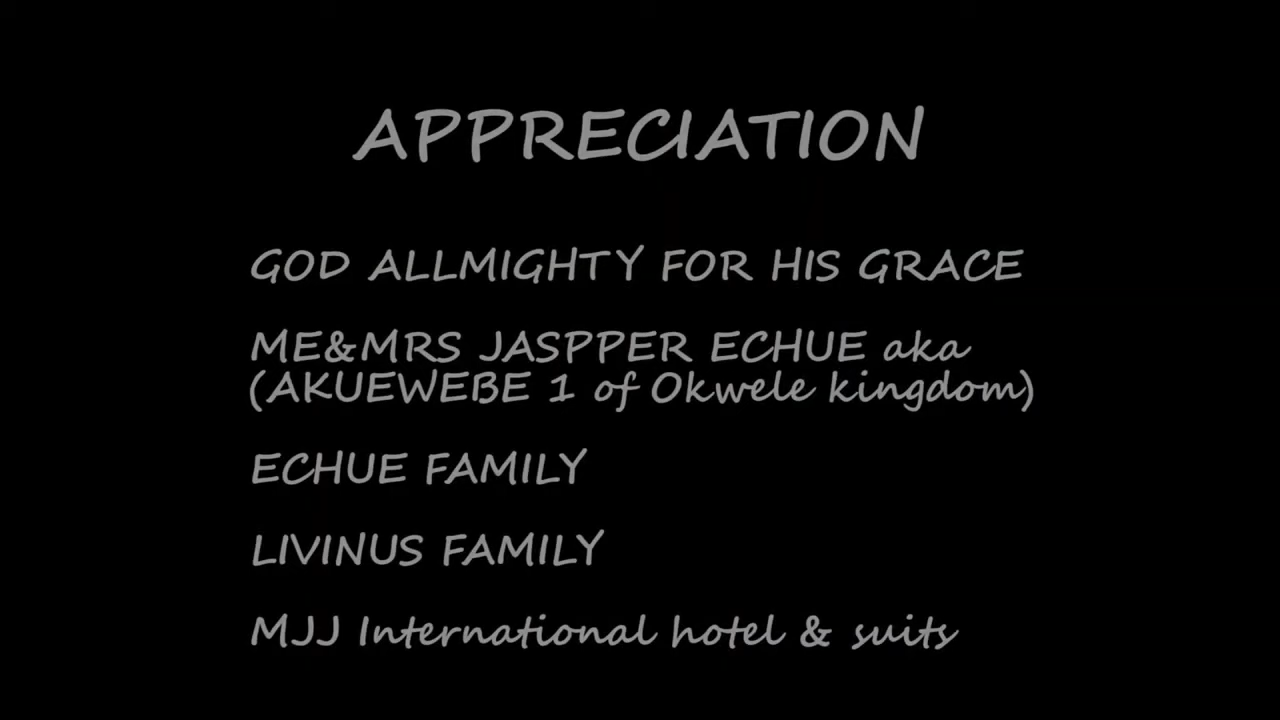 APPRECIATION
GOD ALLMIGHTY FOR HIS GRACE
ME&MRS JASPPER ECHUE aka
(AKUEWEBE 1 of Okwele kingdom)
ECHUE FAMILY
LIVINUS FAMILY
MJJ International hotel & suits